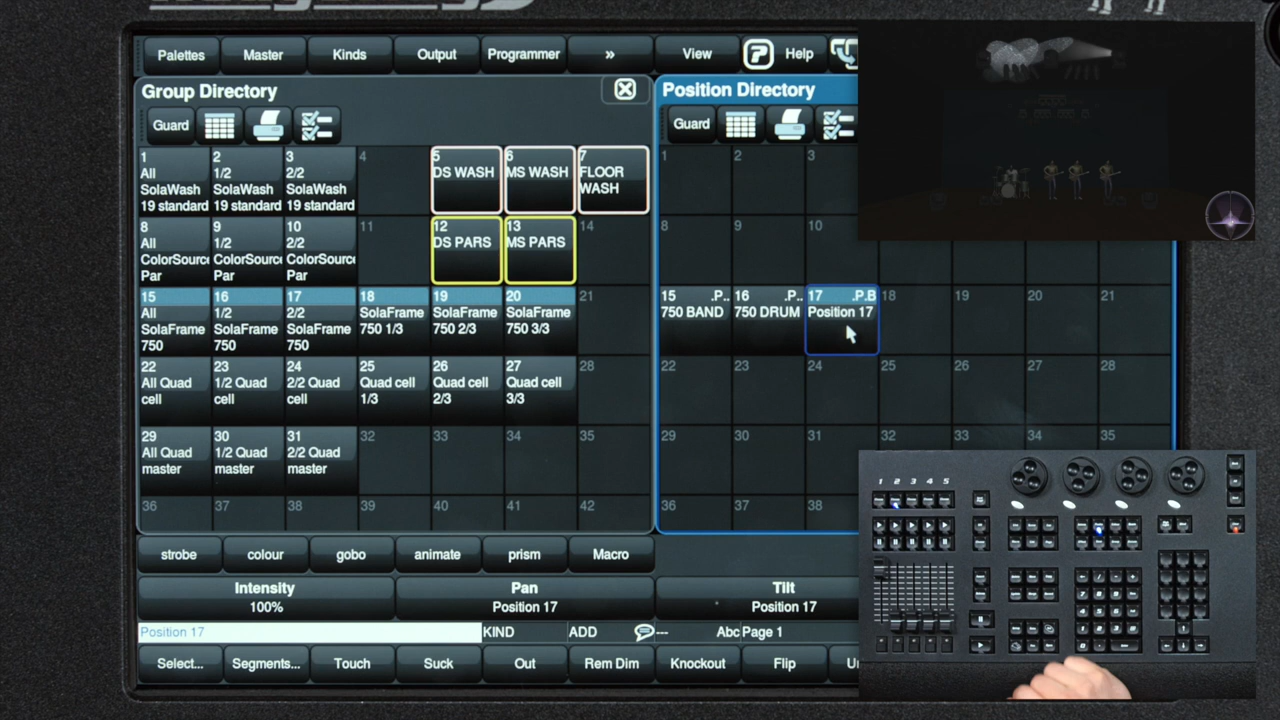 Palettes Master Kinds Output Programmer » View Help
Group Directory
Position Directory
Guard
Guard
1 All SolaWash 19 standard
2 1/2 SolaWash 19 standard
3 2/2 SolaWash 19 standard
4
5 DS WASH
6 MS WASH
7 FLOOR WASH
8 All ColorSource Par
9 1/2 ColorSource Par
10 2/2 ColorSource Par
11
12 DS PARS
13 MS PARS
14
15 All SolaFrame 750
16 1/2 SolaFrame 750
17 2/2 SolaFrame 750
18 SolaFrame 750 1/3
19 SolaFrame 750 2/3
20 SolaFrame 750 3/3
21
22 All Quad cell
23 1/2 Quad cell
24 2/2 Quad cell
25 Quad cell 1/3
26 Quad cell 2/3
27 Quad cell 3/3
28
29 All Quad master
30 1/2 Quad master
31 2/2 Quad master
32
33
34
35
36 37 38 39 40 41 42
1 2 3
8 9 10
15 .P.. 750 BAND
16 .P.. 750 DRUM
17 .P.B Position 17
18 19 20 21
22 23 24 25 26 27 28
29 30 31 32 33 34 35
36 37 38
strobe colour gobo animate prism Macro
Intensity 100%
Pan Position 17
Tilt Position 17
Position 17 KIND ADD --- Abc Page 1
Select... Segments... Touch Suck Out Rem Dim Knockout Flip
1 2 3 4 5